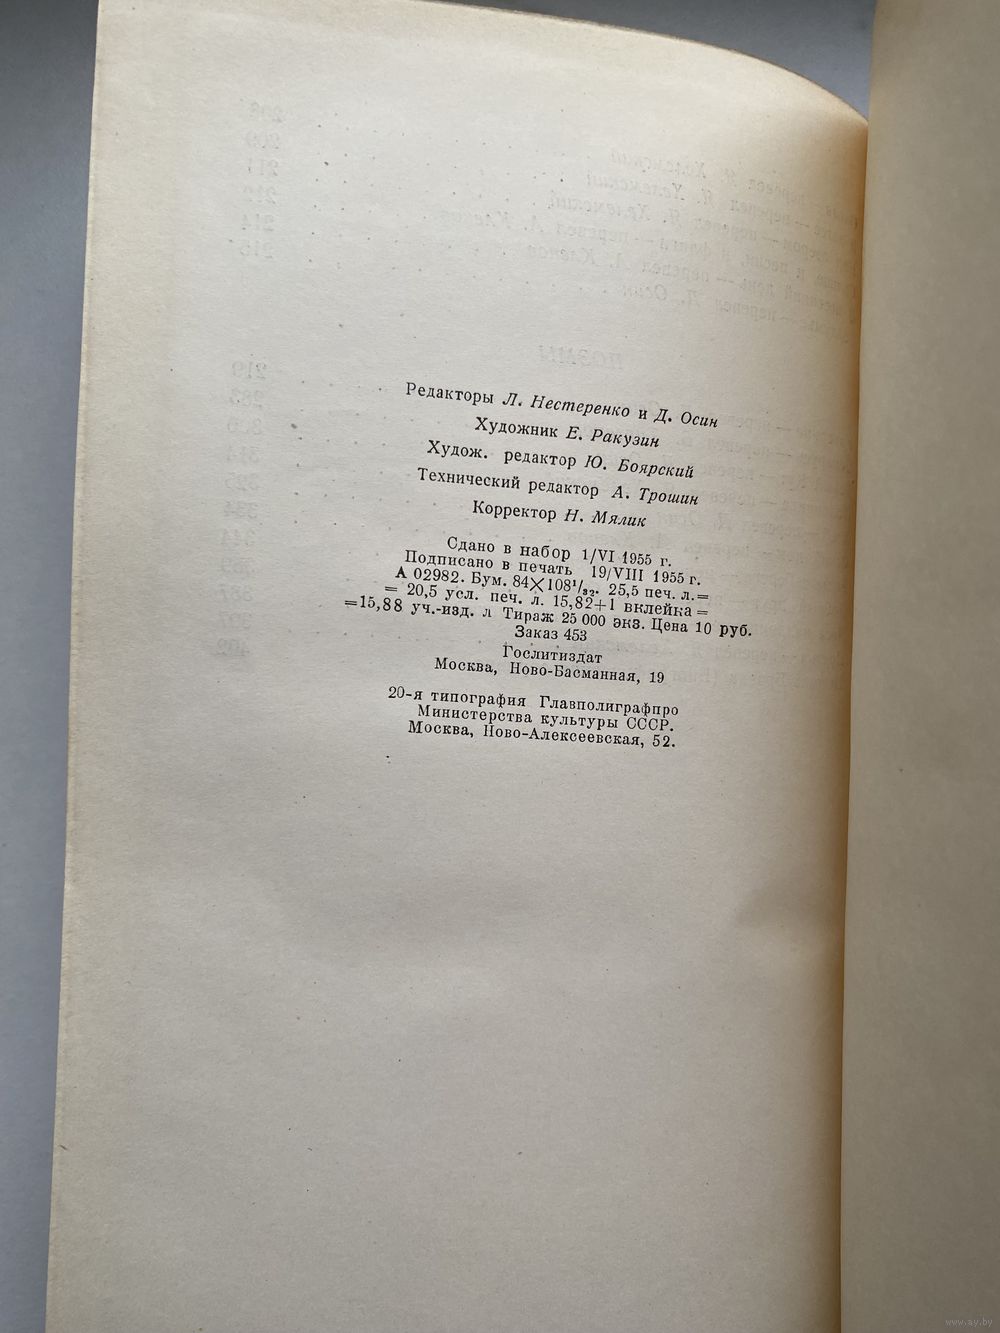 Редакторы Л. Нестеренко и Д. Осин
Художник Е. Ракузин
Худож. редактор Ю. Боярский
Технический редактор А. Трошин
Корректор Н. Мялик
Сдано в набор 1/VI 1955 г.
Подписано в печать 19/VIII 1955 г.
А 02982. Бум. 84×108¹/₃₂. 25,5 печ. л.=
= 20,5 усл. печ. л. 15,82+1 вклейка=
=15,88 уч.-изд. л Тираж 25 000 экз. Цена 10 руб.
Заказ 453
Гослитиздат
Москва, Ново-Басманная, 19
20-я типография Главполиграфпро
Министерства культуры СССР.
Москва, Ново-Алексеевская, 52.
www.ay.by